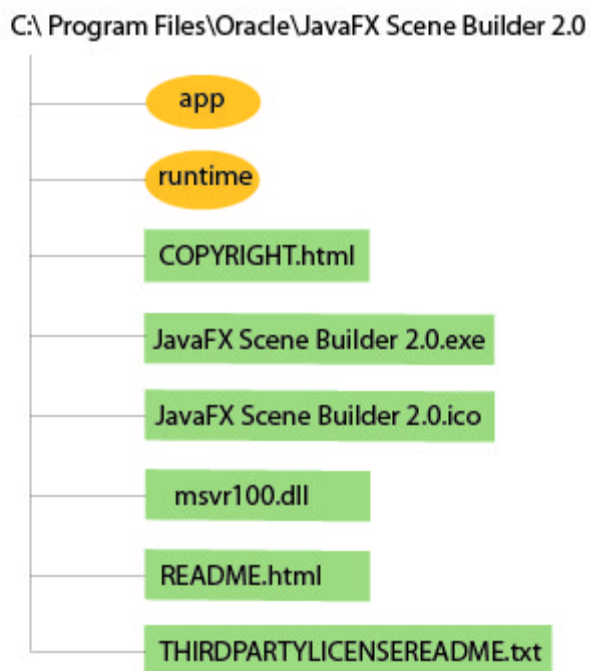 C:\ Program Files\Oracle\JavaFX Scene Builder 2.0
app
runtime
COPYRIGHT.html
JavaFX Scene Builder 2.0.exe
JavaFX Scene Builder 2.0.ico
msvr100.dll
README.html
THIRDPARTYLICENSEREADME.txt